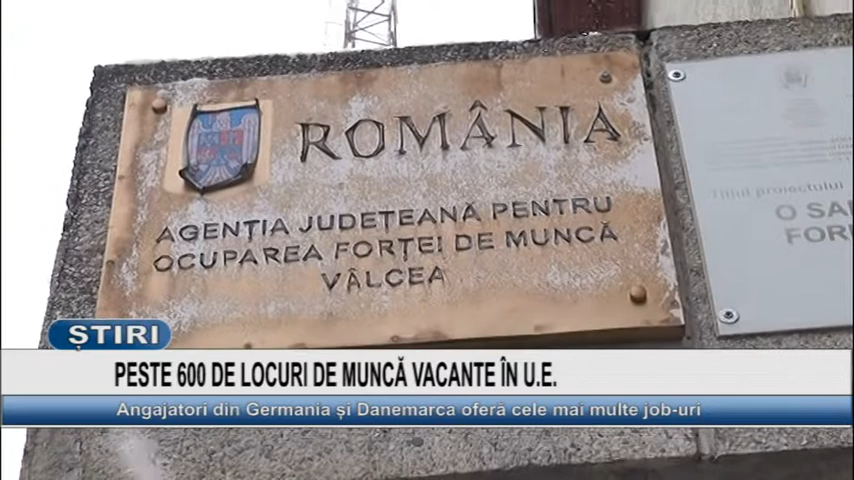 ROMÂNIA
AGENȚIA JUDEȚEANĂ PENTRU
OCUPAREA FORȚEI DE MUNCĂ
VÂLCEA
Titlul proiectului
O SA
FOR
ȘTIRI
PESTE 600 DE LOCURI DE MUNCĂ VACANTE ÎN U.E.
Angajatori din Germania și Danemarca oferă cele mai multe job-uri